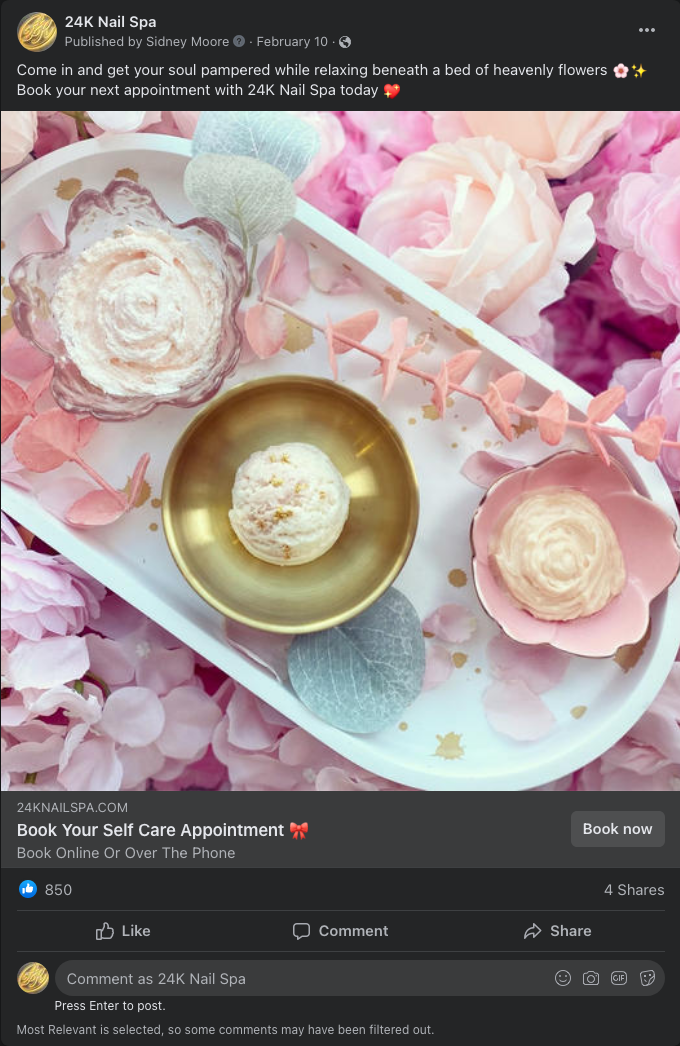 24K Nail Spa
Published by Sidney Moore · February 10 ·
Come in and get your soul pampered while relaxing beneath a bed of heavenly flowers 🌸✨
Book your next appointment with 24K Nail Spa today 💖
24KNAILSPA.COM
Book Your Self Care Appointment 🎀
Book Online Or Over The Phone
Book now
850
4 Shares
Like
Comment
Share
Comment as 24K Nail Spa
GIF
Press Enter to post.
Most Relevant is selected, so some comments may have been filtered out.